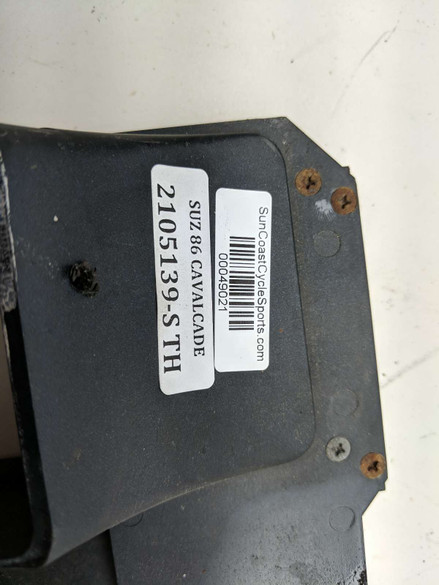 SunCoastCycleSports.com
00049021
SUZ 86 CAVALCADE
2105139-S TH